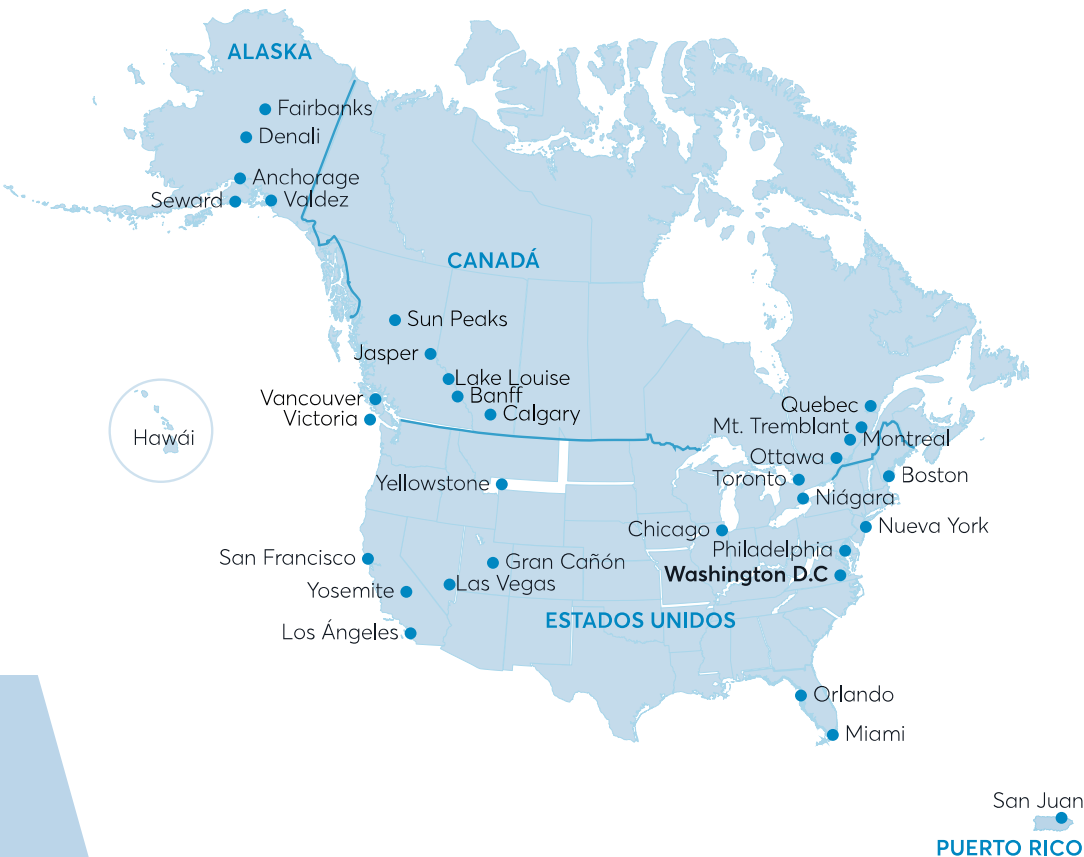 ALASKA
Fairbanks
Denali
Anchorage
Seward
Valdez
CANADÁ
Sun Peaks
Jasper
Lake Louise
Banff
Vancouver
Calgary
Victoria
Hawái
Quebec
Mt. Tremblant
Montreal
Ottawa
Toronto
Boston
Yellowstone
Niágara
Nueva York
Chicago
Philadelphia
San Francisco
Gran Cañón
Washington D.C
Las Vegas
Yosemite
ESTADOS UNIDOS
Los Ángeles
Orlando
Miami
San Juan
PUERTO RICO